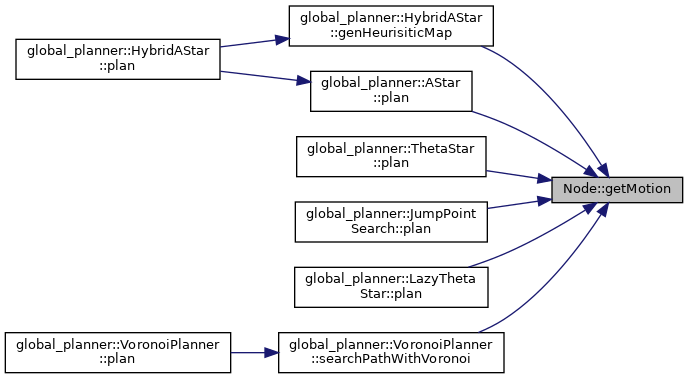 global_planner::HybridAStar
::genHeurisiticMap
global_planner::HybridAStar
::plan
global_planner::AStar
::plan
global_planner::ThetaStar
::plan
Node::getMotion
global_planner::JumpPoint
Search::plan
global_planner::LazyTheta
Star::plan
global_planner::VoronoiPlanner
::plan
global_planner::VoronoiPlanner
::searchPathWithVoronoi